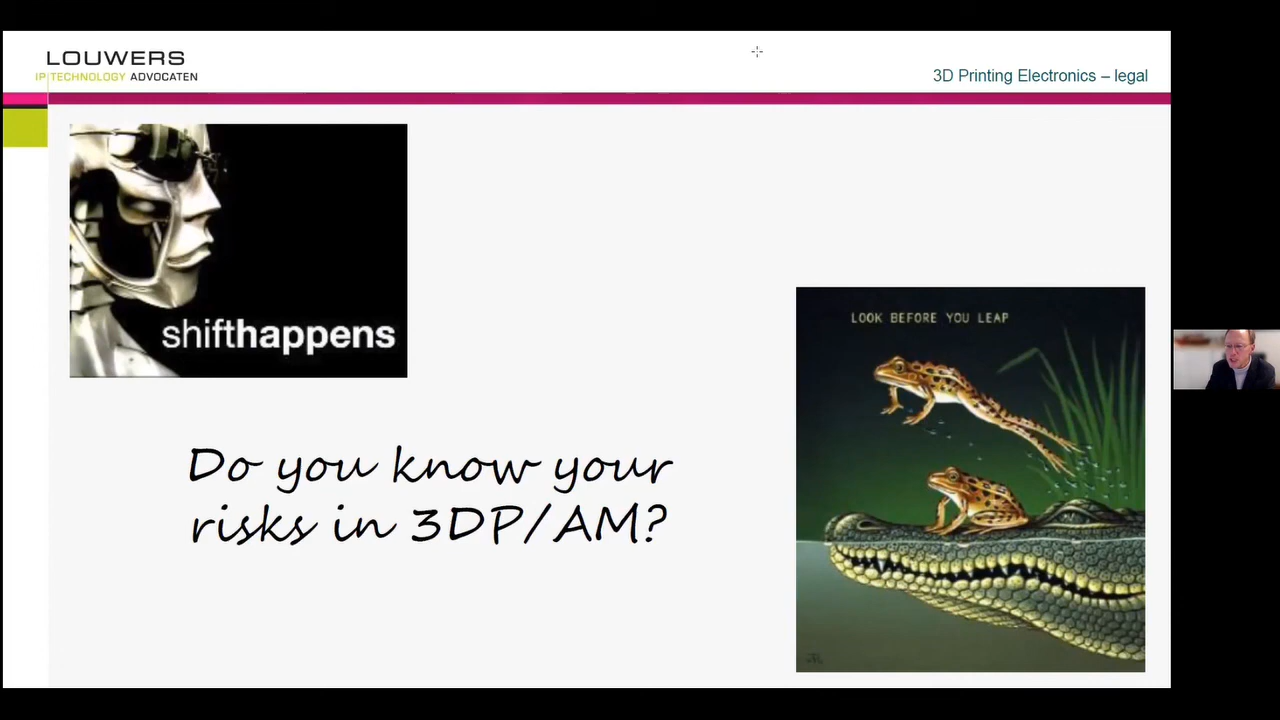 LOUWERS
IP TECHNOLOGY ADVOCATEN
3D Printing Electronics – legal
shifthappens
LOOK BEFORE YOU LEAP
Do you know your
risks in 3DP/AM?